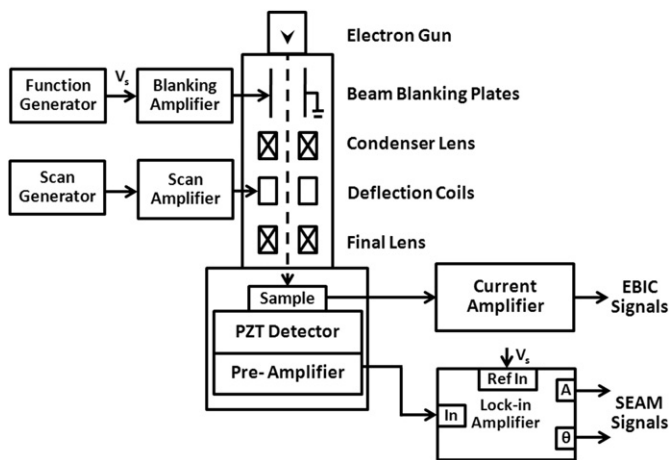 Electron Gun
Function
Generator
Vs
Blanking
Amplifier
Beam Blanking Plates
Condenser Lens
Scan
Generator
Scan
Amplifier
Deflection Coils
Final Lens
Sample
PZT Detector
Pre- Amplifier
Current
Amplifier
EBIC
Signals
Vs
Ref In
In
Lock-in
Amplifier
A
θ
SEAM
Signals